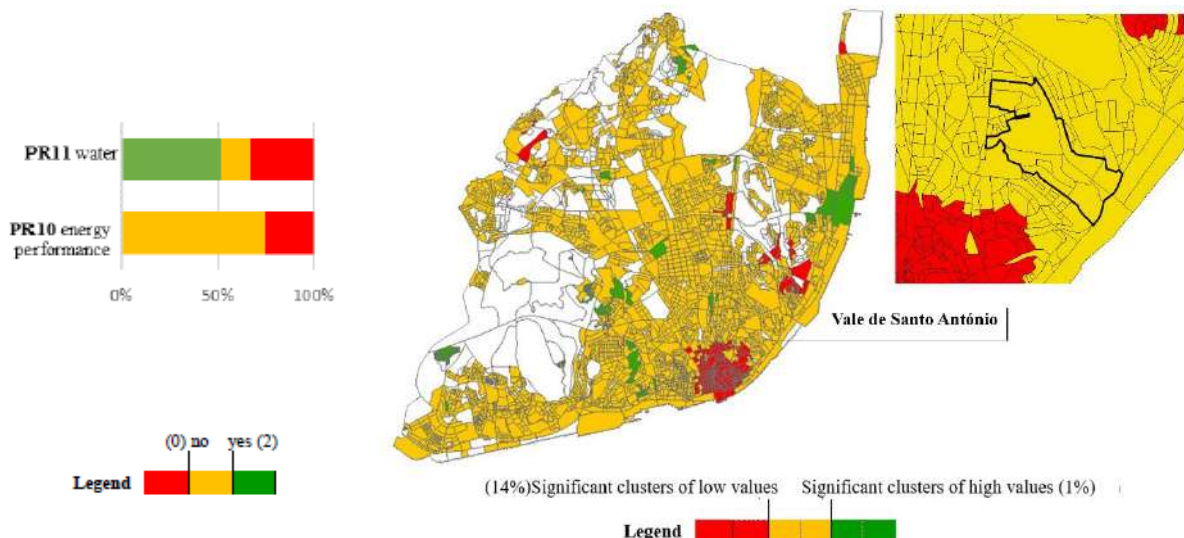 PR11 water
PR10 energy
performance
0% 50% 100%
(0) no yes (2)
Legend
Vale de Santo António
(14%)Significant clusters of low values Significant clusters of high values (1%)
Legend